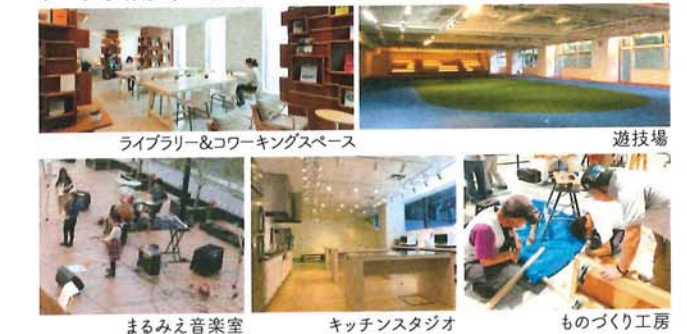 ライブラリー&コワーキングスペース
遊技場
まるみえ音楽室
キッチンスタジオ
ものづくり工房